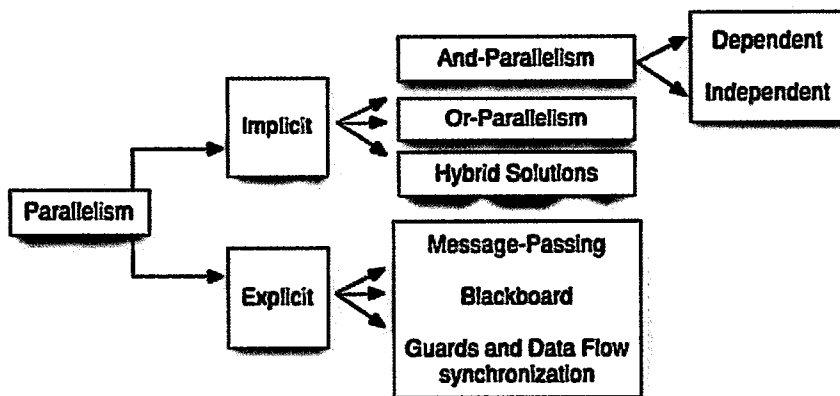 Parallelism
Implicit
And-Parallelism
Dependent
Independent
Or-Parallelism
Hybrid Solutions
Explicit
Message-Passing
Blackboard
Guards and Data Flow
synchronization